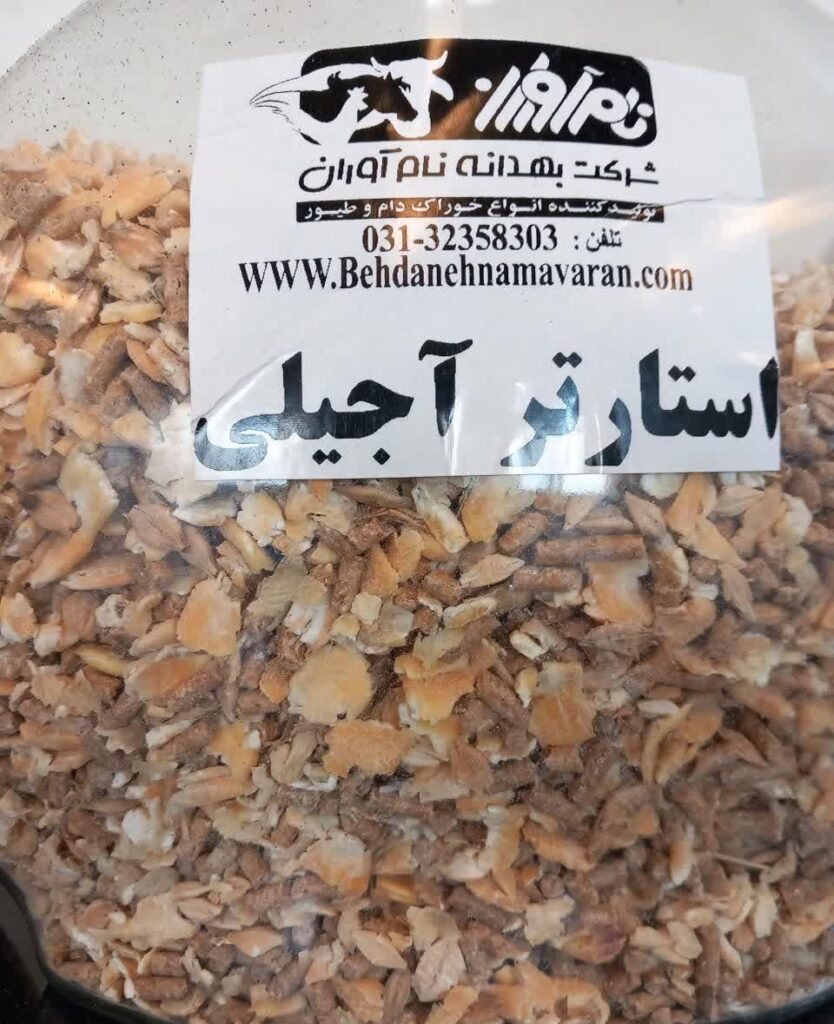 نام آوران
شرکت بهدانه نام آوران
تولید کننده انواع خوراک دام و طیور
تلفن : 031-32358303
WWW.Behdanehnamavaran.com
استارتر آجیلی